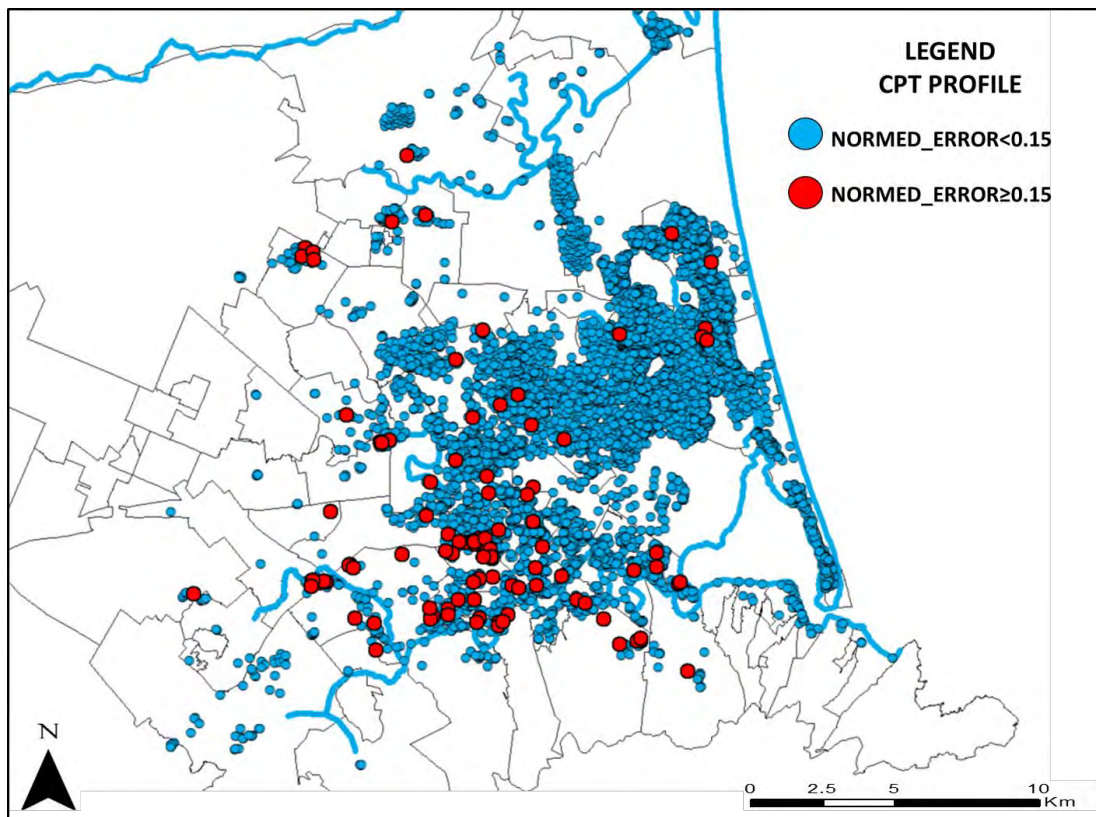 LEGEND
CPT PROFILE
NORMED_ERROR<0.15
NORMED_ERROR≥0.15
N
0 2.5 5 10
Km